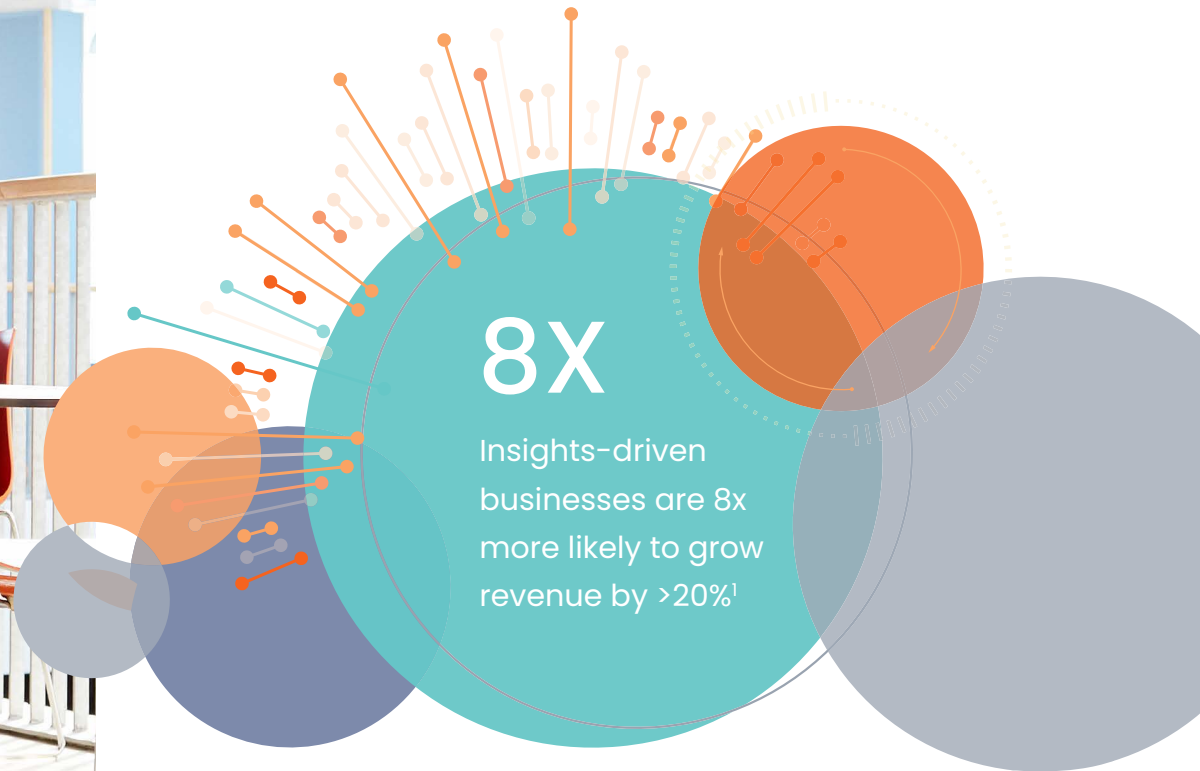 8X
Insights-driven
businesses are 8x
more likely to grow
revenue by >20%¹